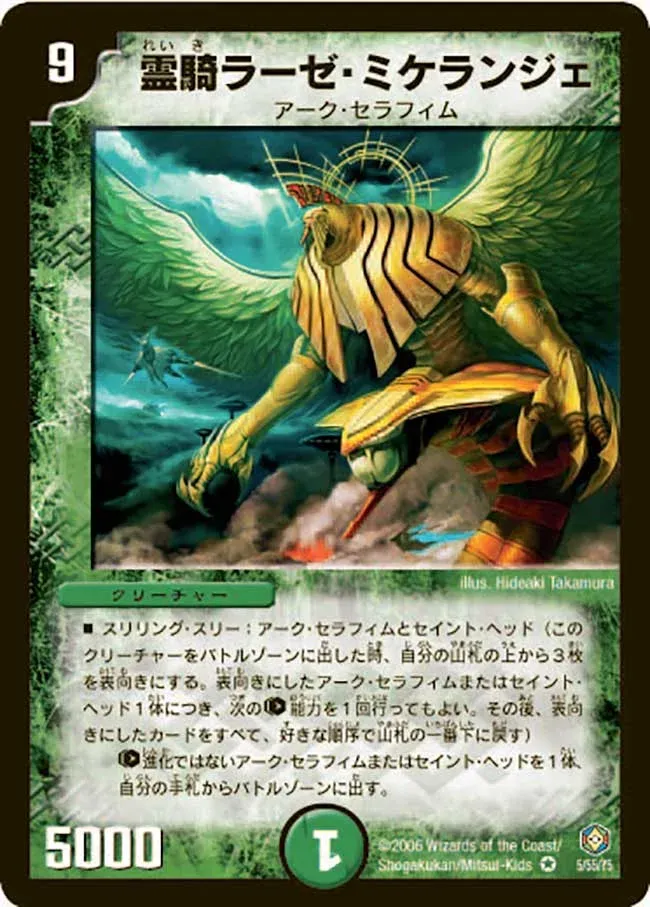 9
れいき
霊騎ラーゼ・ミケランジェ
アーク・セラフィム
illus. Hideaki Takamura
クリーチャー
■ スリリング・スリー：アーク・セラフィムとセイント・ヘッド（この
クリーチャーをバトルゾーンに出した時、自分の山札の上から３枚
を表向きにする。表向きにしたアーク・セラフィムまたはセイント・
ヘッド１体につき、次の 能力を１回行ってもよい。その後、表向
きにしたカードをすべて、好きな順序で山札の一番下に戻す）
進化ではないアーク・セラフィムまたはセイント・ヘッドを１体、
自分の手札からバトルゾーンに出す。
5000
1
©2006 Wizards of the Coast/
Shogakukan/Mitsui-Kids
5/55/Y5